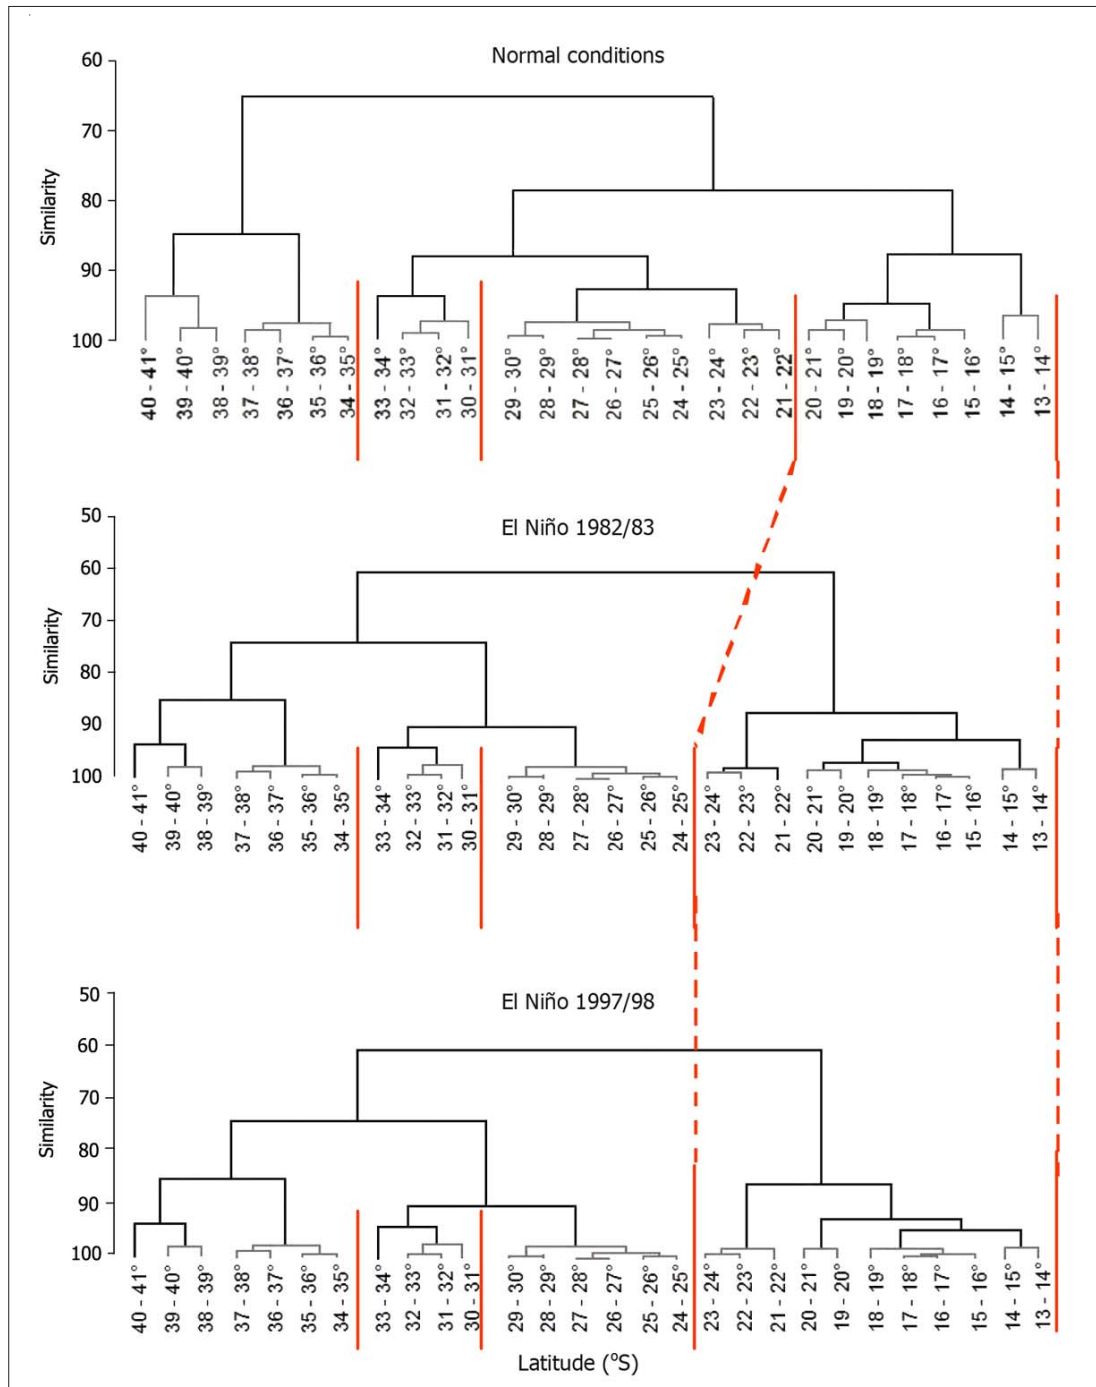 Normal conditions
60
70
80
90
100
Similarity
40 - 41°
39 - 40°
38 - 39°
37 - 38°
36 - 37°
35 - 36°
34 - 35°
33 - 34°
32 - 33°
31 - 32°
30 - 31°
29 - 30°
28 - 29°
27 - 28°
26 - 27°
25 - 26°
24 - 25°
23 - 24°
22 - 23°
21 - 22°
20 - 21°
19 - 20°
18 - 19°
17 - 18°
16 - 17°
15 - 16°
14 - 15°
13 - 14°
El Niño 1982/83
50
60
70
80
90
100
Similarity
40 - 41°
39 - 40°
38 - 39°
37 - 38°
36 - 37°
35 - 36°
34 - 35°
33 - 34°
32 - 33°
31 - 32°
30 - 31°
29 - 30°
28 - 29°
27 - 28°
26 - 27°
25 - 26°
24 - 25°
23 - 24°
22 - 23°
21 - 22°
20 - 21°
19 - 20°
18 - 19°
17 - 18°
16 - 17°
15 - 16°
14 - 15°
13 - 14°
El Niño 1997/98
50
60
70
80
90
100
Similarity
40 - 41°
39 - 40°
38 - 39°
37 - 38
36 - 37°
35 - 36°
34 - 35°
33 - 34°
32 - 33°
31 - 32°
30 - 31°
29 - 30°
28 - 29°
27 - 28°
26 - 27°
25 - 26°
24 - 25°
23 - 24°
22 - 23
21 - 22°
20 - 21°
19 - 20°
18 - 19°
17 - 18°
16 - 17
15 - 16°
14 - 15°
13 - 14°
Latitude (°S)